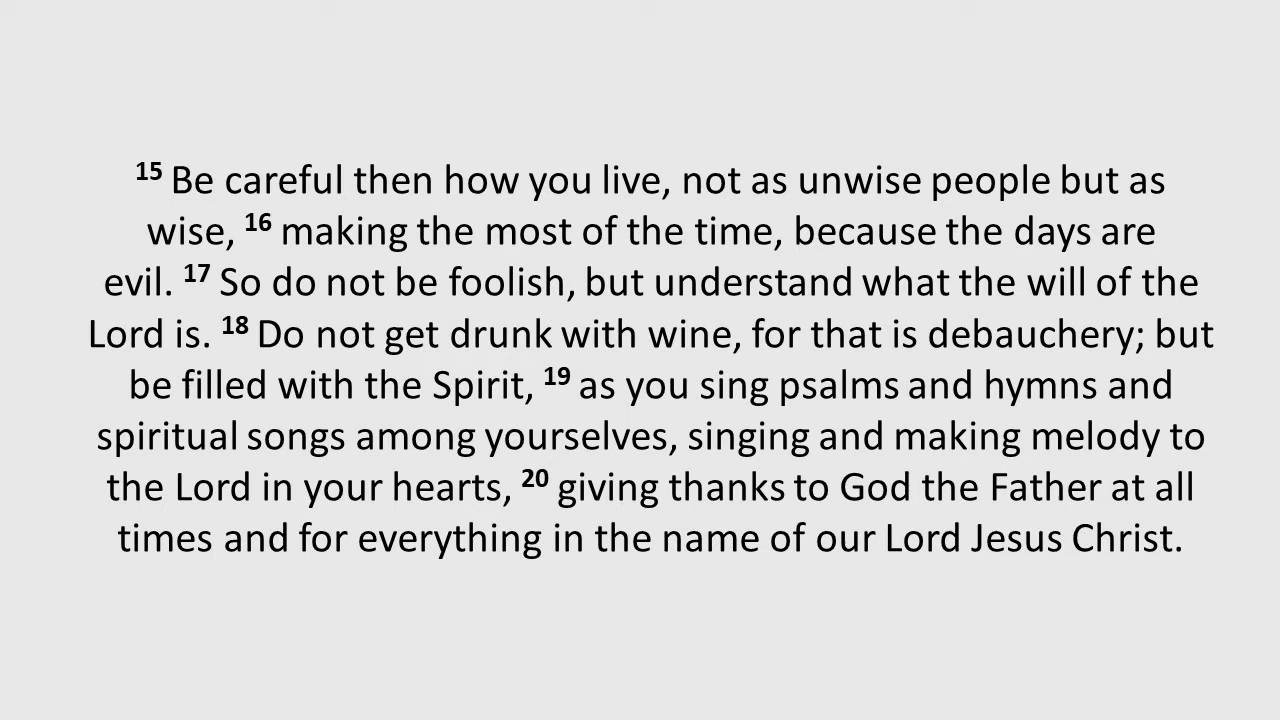 15 Be careful then how you live, not as unwise people but as
wise, 16 making the most of the time, because the days are
evil. 17 So do not be foolish, but understand what the will of the
Lord is. 18 Do not get drunk with wine, for that is debauchery; but
be filled with the Spirit, 19 as you sing psalms and hymns and
spiritual songs among yourselves, singing and making melody to
the Lord in your hearts, 20 giving thanks to God the Father at all
times and for everything in the name of our Lord Jesus Christ.